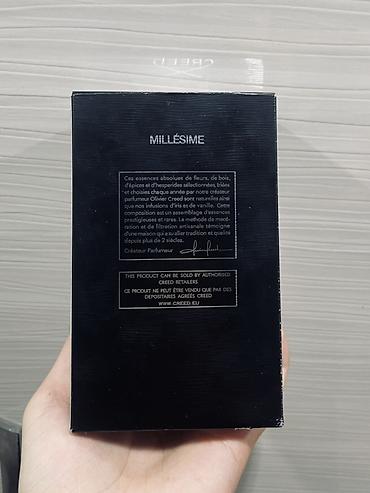 CREED
MILLÉSIME
Ces essences absolues de fleurs, de bois,
d'épices et d'hesperides sélectionnées, triées
et choisies chaque année par notre créateur
parfumeur Olivier Creed sont naturelles ainsi
que nos infusions d'iris et de vanille. Cette
composition est un assemblage d'essences
prestigieuses et rares. La methode de macé-
ration et de filtration artisanale témoigne
d'une maison qui a su allier tradition et qualité
depuis plus de 2 siècles.
Créateur Parfumeur
THIS PRODUCT CAN BE SOLD BY AUTHORISED
CREED RETAILERS
CE PRODUIT NE PEUT ÊTRE VENDU QUE PAR DES
DEPOSITAIRES AGRÉÉS CREED
WWW.CREED.EU